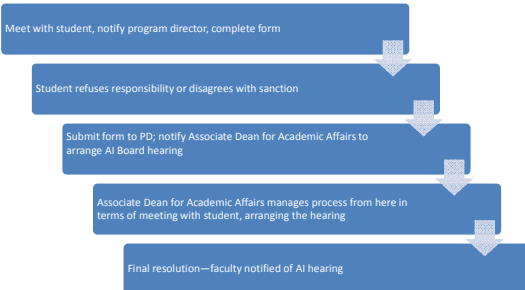 Meet with student, notify program director, complete form
Student refuses responsibility or disagrees with sanction
Submit form to PD; notify Associate Dean for Academic Affairs to
arrange AI Board hearing
Associate Dean for Academic Affairs manages process from here in
terms of meeting with student, arranging the hearing
Final resolution—faculty notified of AI hearing